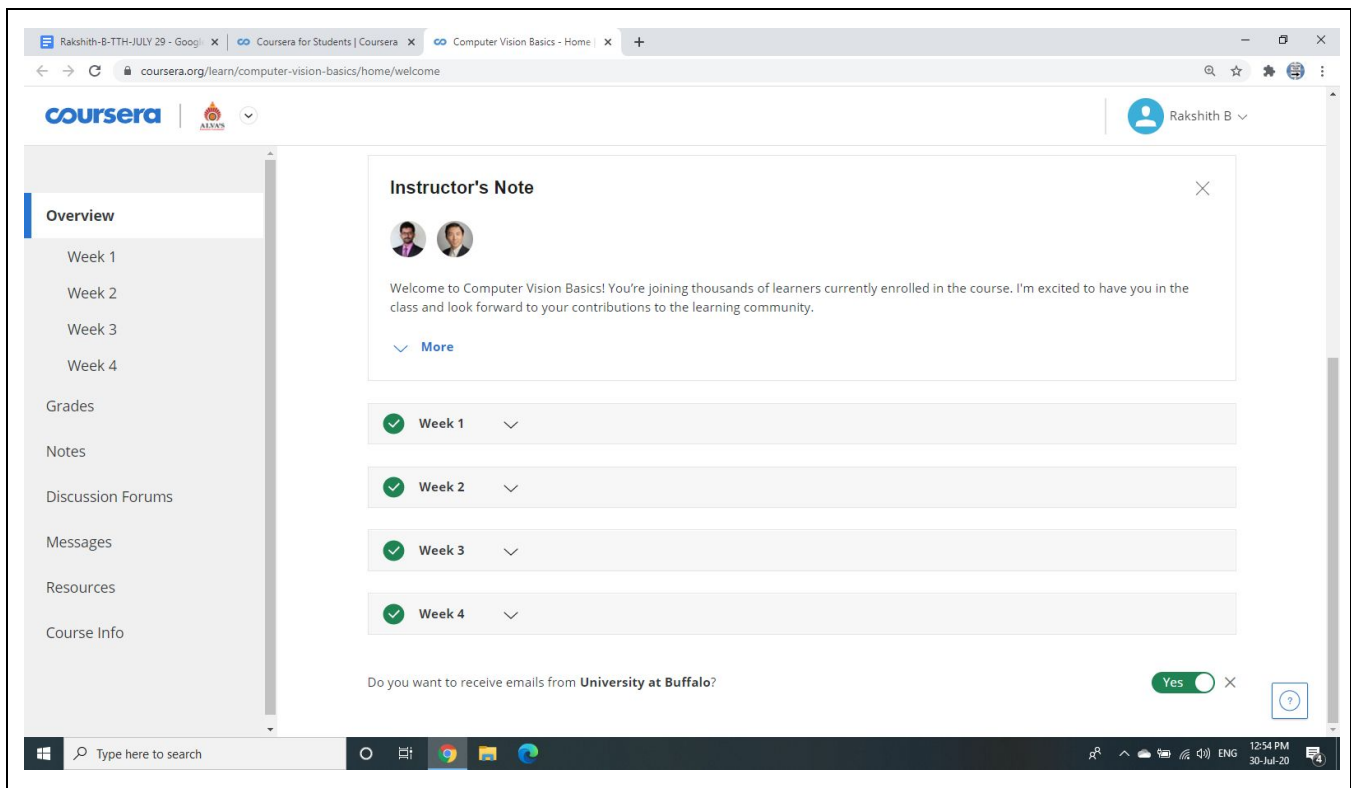 Rakshith-B-TTH-JULY 29 - Googl
Coursera for Students | Coursera
Computer Vision Basics - Home |
coursera.org/learn/computer-vision-basics/home/welcome
coursera
ALVA'S
Rakshith B
Overview
Week 1
Week 2
Week 3
Week 4
Grades
Notes
Discussion Forums
Messages
Resources
Course Info
Instructor's Note
Welcome to Computer Vision Basics! You're joining thousands of learners currently enrolled in the course. I'm excited to have you in the
class and look forward to your contributions to the learning community.
More
Week 1
Week 2
Week 3
Week 4
Do you want to receive emails from University at Buffalo?
Yes
Type here to search
ENG
12:54 PM
30-Jul-20
4